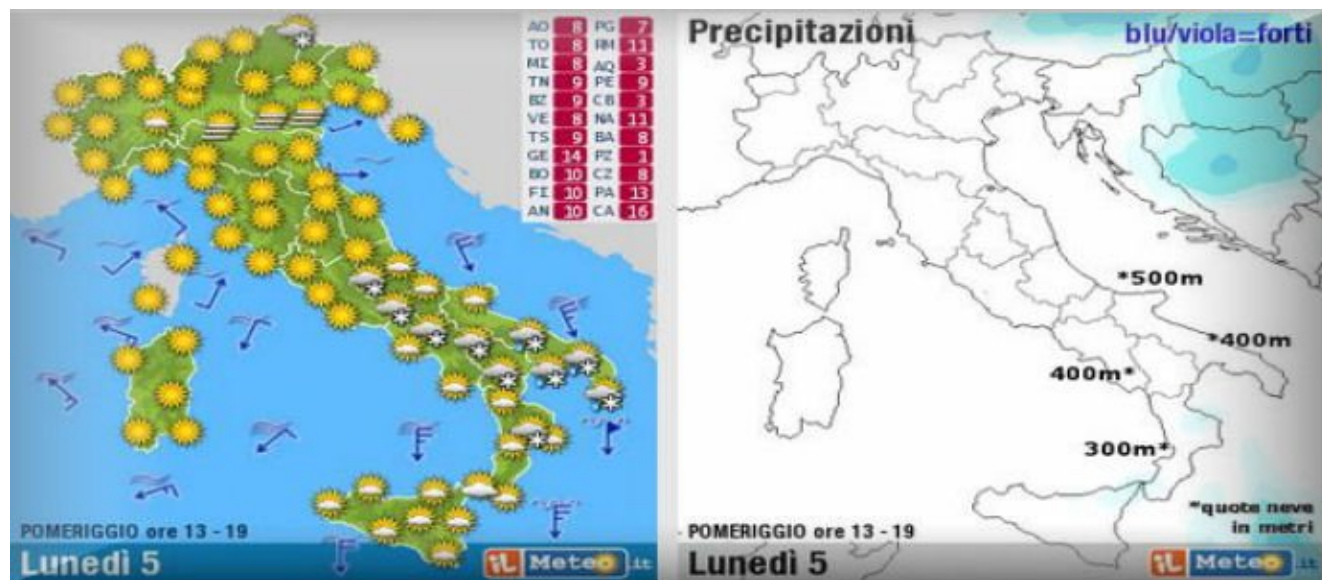 AO 8 PG 7
TO 8 RM 11
MI 8 AQ 3
TN 9 PE 9
BZ 9 CB 3
VE 8 NA 11
TS 9 BA 8
GE 14 PZ 1
BO 10 CZ 8
FI 10 PA 13
AN 10 CA 16
POMERIGGIO ore 13 - 19
Lunedì 5
iL Meteo.it
Precipitazioni
blu/viola=forti
*500m
*400m
400m*
300m*
*quote neve
in metri
- POMERIGGIO ore 13 - 19
Lunedì 5
iL Meteo.it